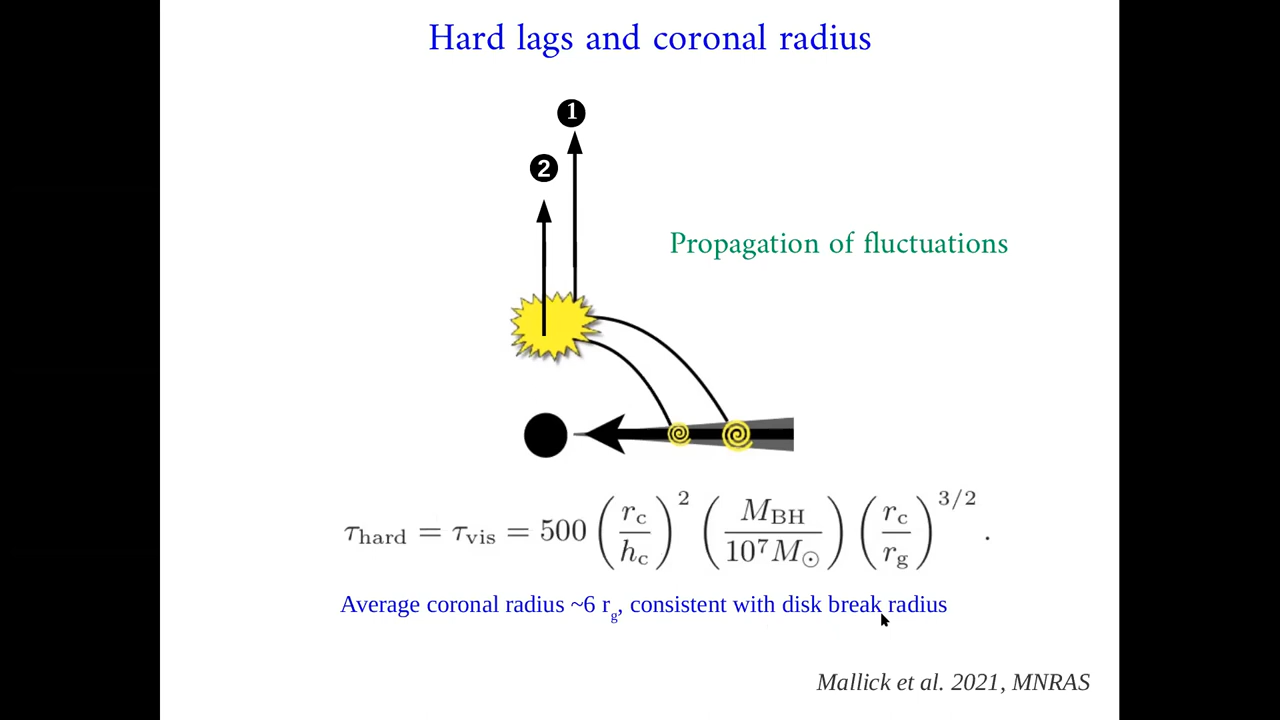 Hard lags and coronal radius
1
2
Propagation of fluctuations
τ_hard = τ_vis = 500 (r_c/h_c)^2 (M_BH/10^7 M_⊙) (r_c/r_g)^{3/2}.
Average coronal radius ~6 r_g, consistent with disk break radius
Mallick et al. 2021, MNRAS